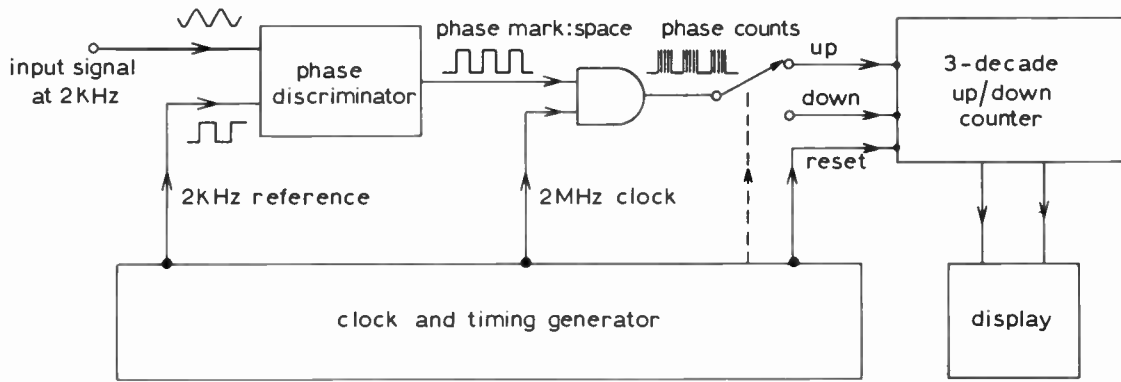 input signal
at 2KHz
phase
discriminator
phase mark:space
phase counts
up
down
reset
3-decade
up/down
counter
2KHz reference
2MHz clock
clock and timing generator
display